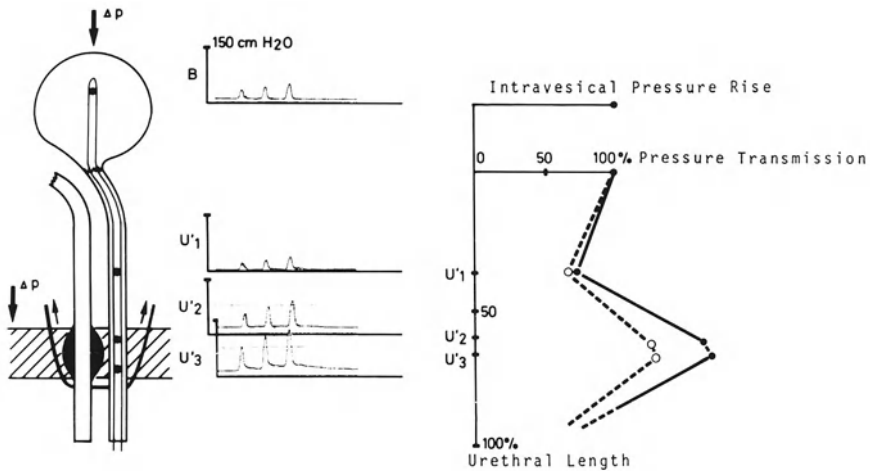 Δp
150 cm H2O
B
U'1
U'2
U'3
Δp
Intravesical Pressure Rise
0 50 100% Pressure Transmission
U'1
50
U'2
U'3
100%
Urethral Length